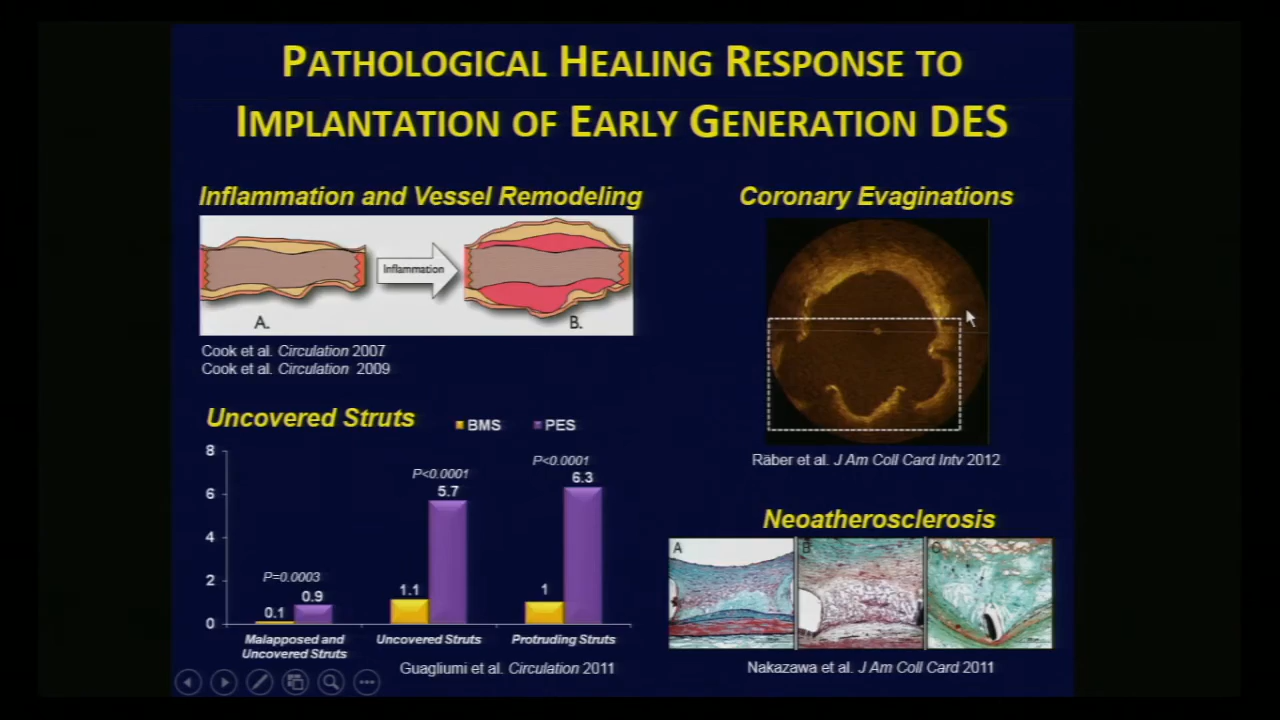 PATHOLOGICAL HEALING RESPONSE TO
IMPLANTATION OF EARLY GENERATION DES
Inflammation and Vessel Remodeling
Inflammation
A.
B.
Cook et al. Circulation 2007
Cook et al. Circulation 2009
Coronary Evaginations
Räber et al. J Am Coll Card Intv 2012
Uncovered Struts
BMS
PES
8
6
4
2
0
P=0.0003
0.1
0.9
P<0.0001
1.1
5.7
P<0.0001
1
6.3
Malapposed and
Uncovered Struts
Uncovered Struts
Protruding Struts
Guagliumi et al. Circulation 2011
Neoatherosclerosis
A
B
C
Nakazawa et al. J Am Coll Card 2011